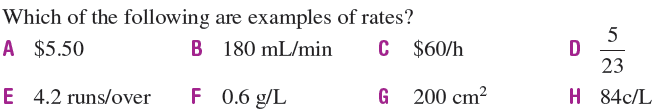 Which of the following are examples of rates?
A $5.50 B 180 mL/min C $60/h D 5/23
E 4.2 runs/over F 0.6 g/L G 200 cm² H 84c/L